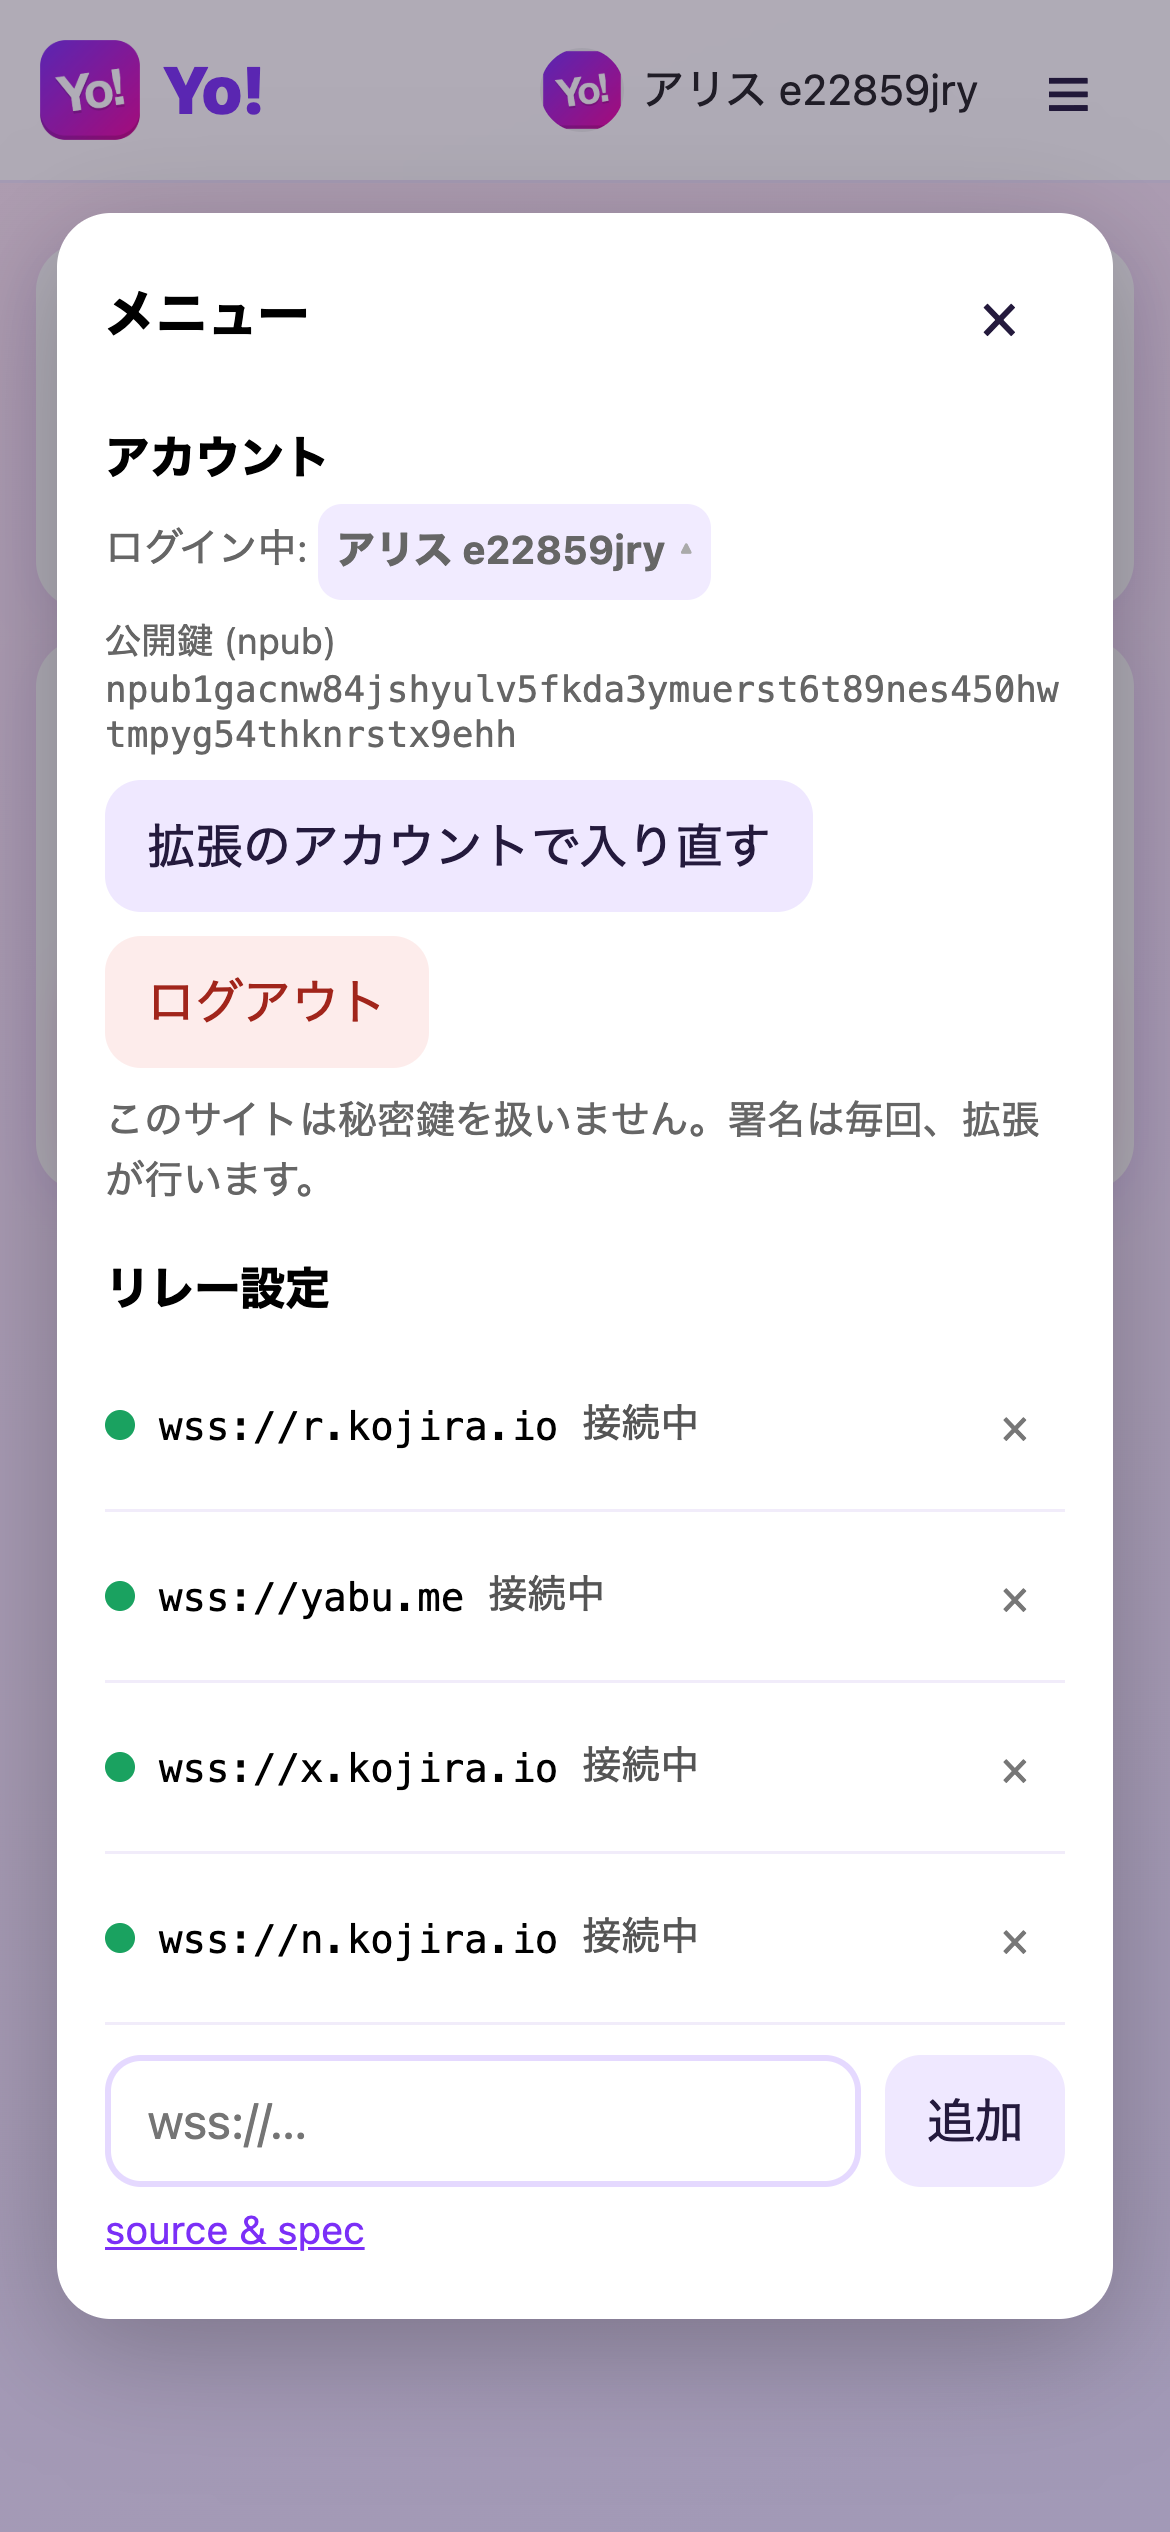 Yo! Yo! Yo! アリス e22859jry
メニュー ×
アカウント
ログイン中: アリス e22859jry
公開鍵 (npub)
npub1gacnw84jshyulv5fkda3ymuerst6t89nes450hw
tmpyg54thknrstx9ehh
拡張のアカウントで入り直す
ログアウト
このサイトは秘密鍵を扱いません。署名は毎回、拡張
が行います。
リレー設定
wss://r.kojira.io 接続中 ×
wss://yabu.me 接続中 ×
wss://x.kojira.io 接続中 ×
wss://n.kojira.io 接続中 ×
wss://... 追加
source & spec